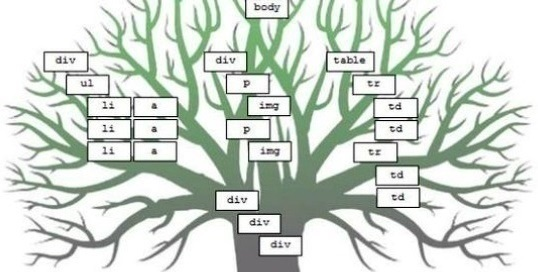 body
div div table
ul p tr
li a img td
li a p td
li a img tr
td
div td
div
div